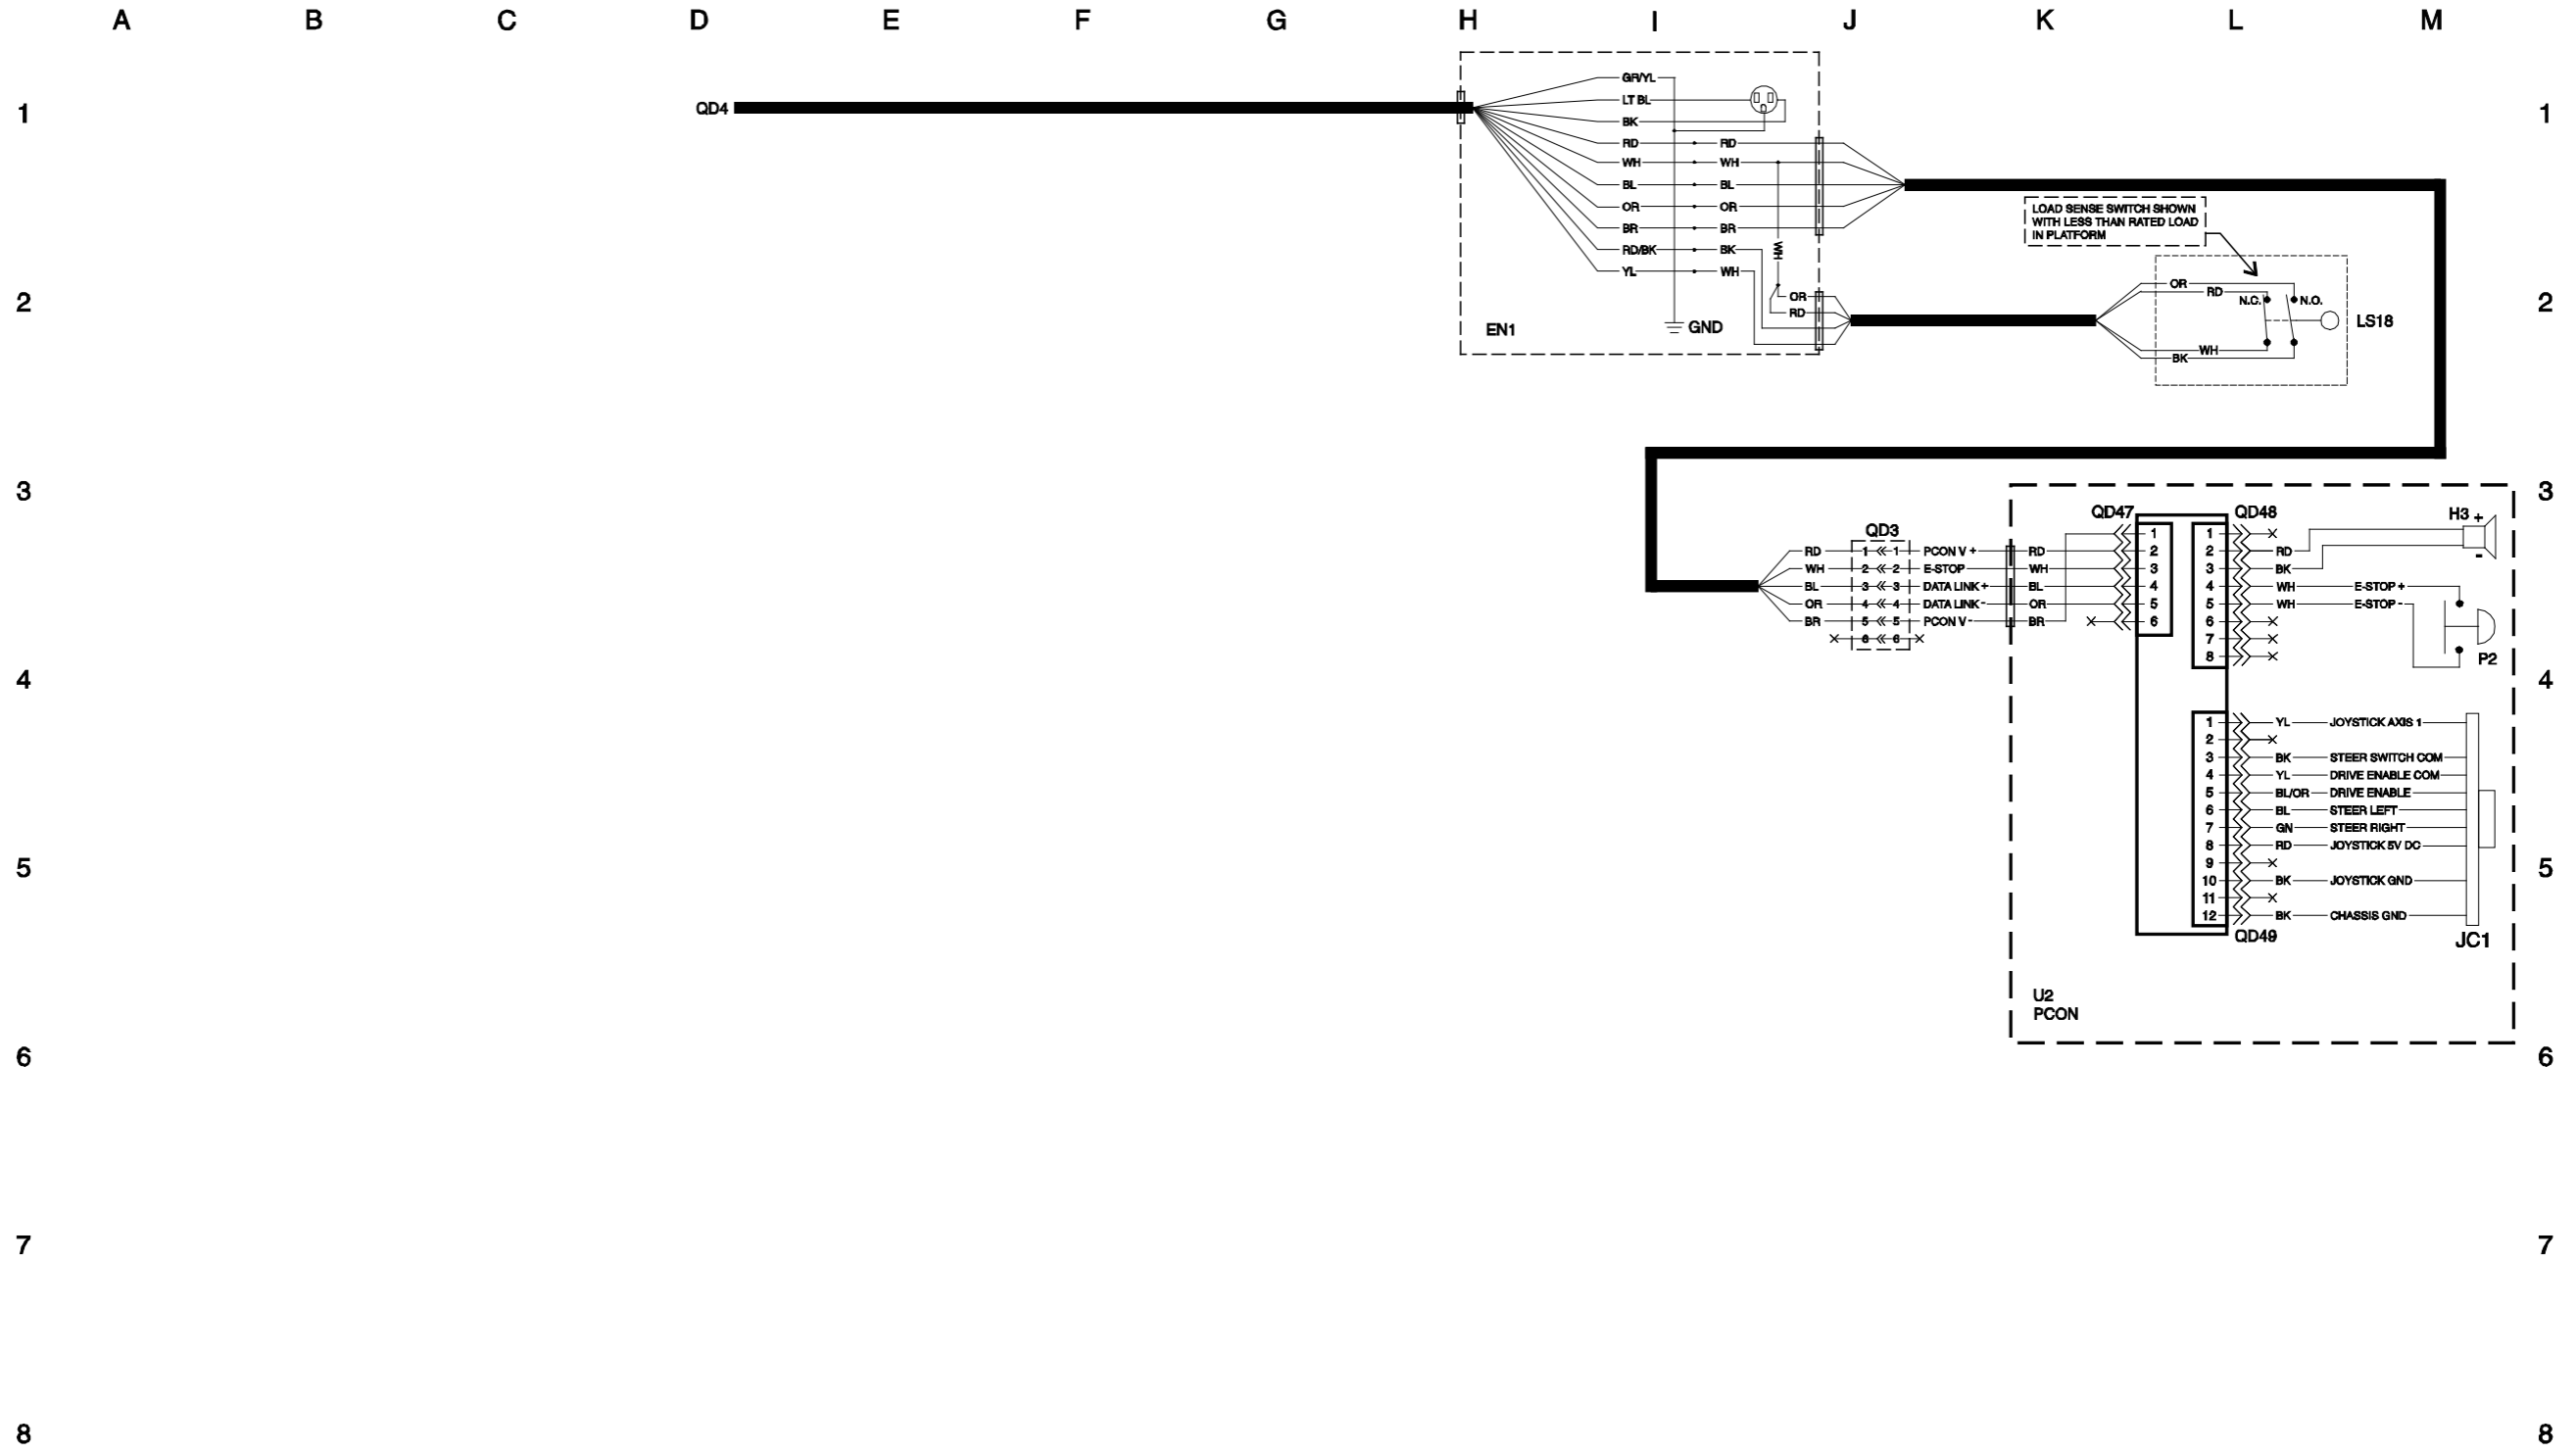 A B C D E F G H I J K L M
1 1
QD4
GR/YL
LT BL
BK
RD RD
WH WH
BL BL
OR OR
BR BR
RD/BK BK
YL WH
WH
OR
RD
EN1
GND
LOAD SENSE SWITCH SHOWN
WITH LESS THAN RATED LOAD
IN PLATFORM
2 2
OR
RD
N.C. N.O.
LS18
WH
BK
3 3
QD3
RD 1 1 PCON V + RD
WH 2 2 E-STOP WH
BL 3 3 DATA LINK + BL
OR 4 4 DATA LINK - OR
BR 5 5 PCON V - BR
6 6
QD47
1
2
3
4
5
6
QD48
1
2 RD
3 BK
4 WH E-STOP +
5 WH E-STOP -
6
7
8
H3 +
-
P2
4 4
1 YL JOYSTICK AXIS 1
2
3 BK STEER SWITCH COM
4 YL DRIVE ENABLE COM
5 BL/OR DRIVE ENABLE
6 BL STEER LEFT
7 GN STEER RIGHT
8 RD JOYSTICK 5V DC
9
10 BK JOYSTICK GND
11
12 BK CHASSIS GND
QD49
JC1
5 5
U2
PCON
6 6
7 7
8 8